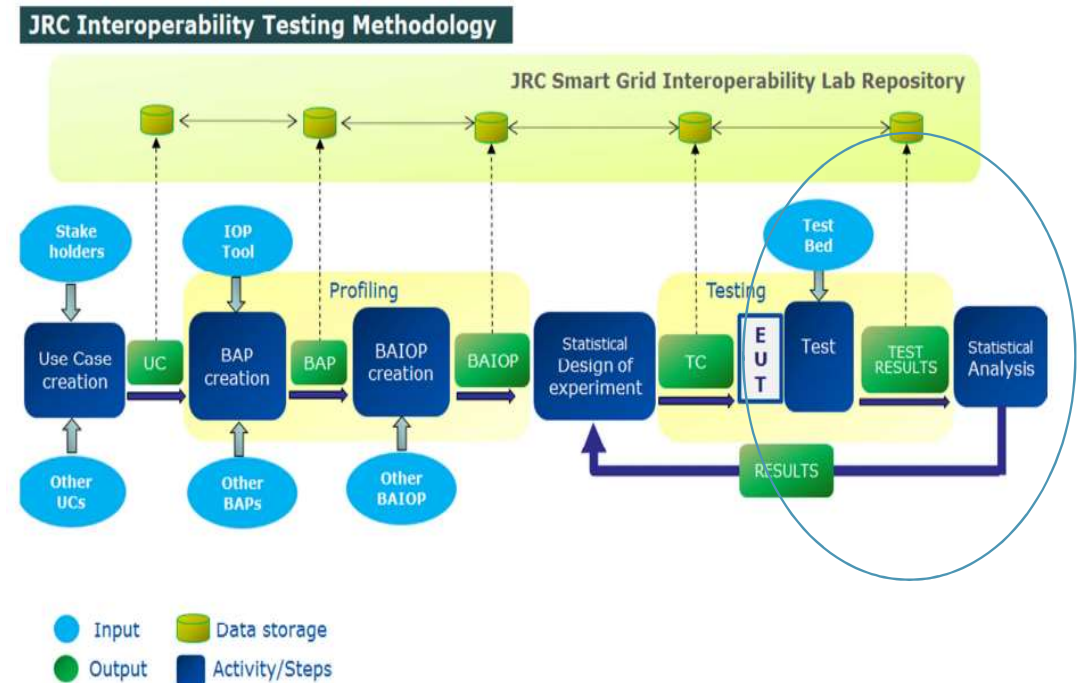 JRC Interoperability Testing Methodology
JRC Smart Grid Interoperability Lab Repository
Stake
holders
IOP
Tool
Test
Bed
Profiling
Testing
Use Case
creation
UC
BAP
creation
BAP
BAIOP
creation
BAIOP
Statistical
Design of
experiment
TC
E
U
T
Test
TEST
RESULTS
Statistical
Analysis
RESULTS
Other
UCs
Other
BAPs
Other
BAIOP
Input
Data storage
Output
Activity/Steps